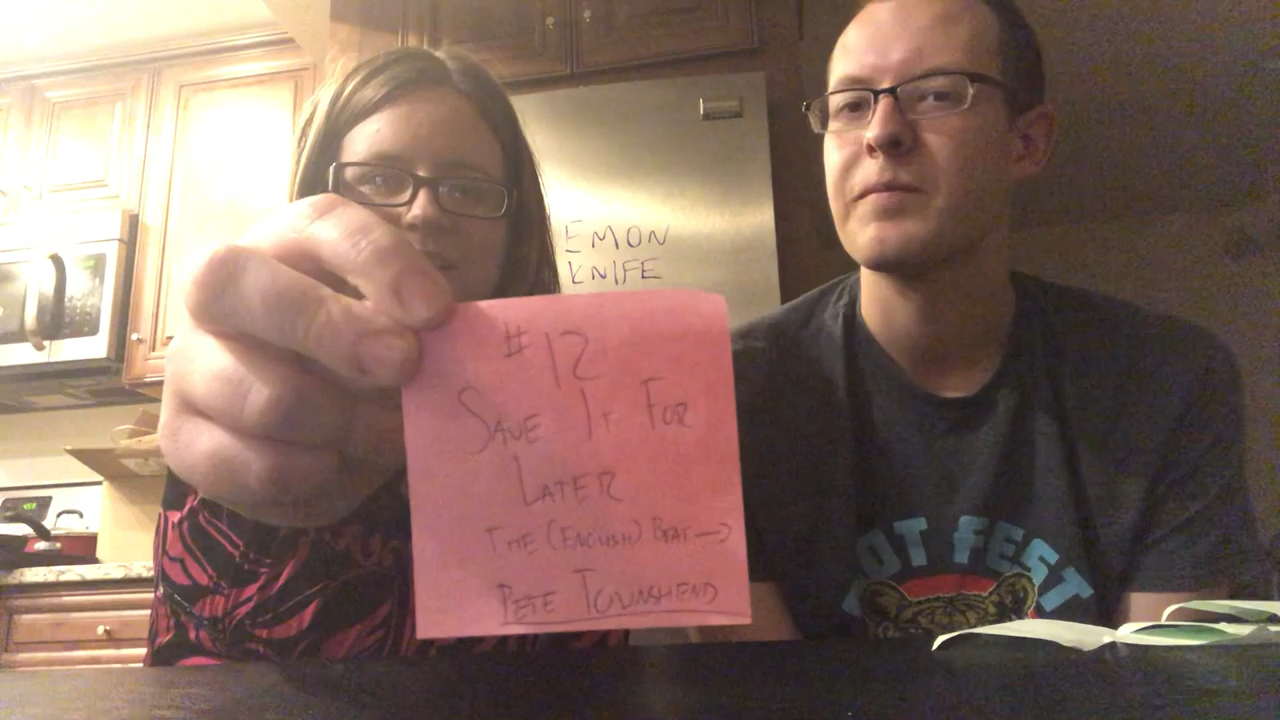 EMON
KNIFE
#12
SAVE IT FOR
LATER
THE (ENGLISH) BEAT →
PETE TOWNSHEND
OT FEST